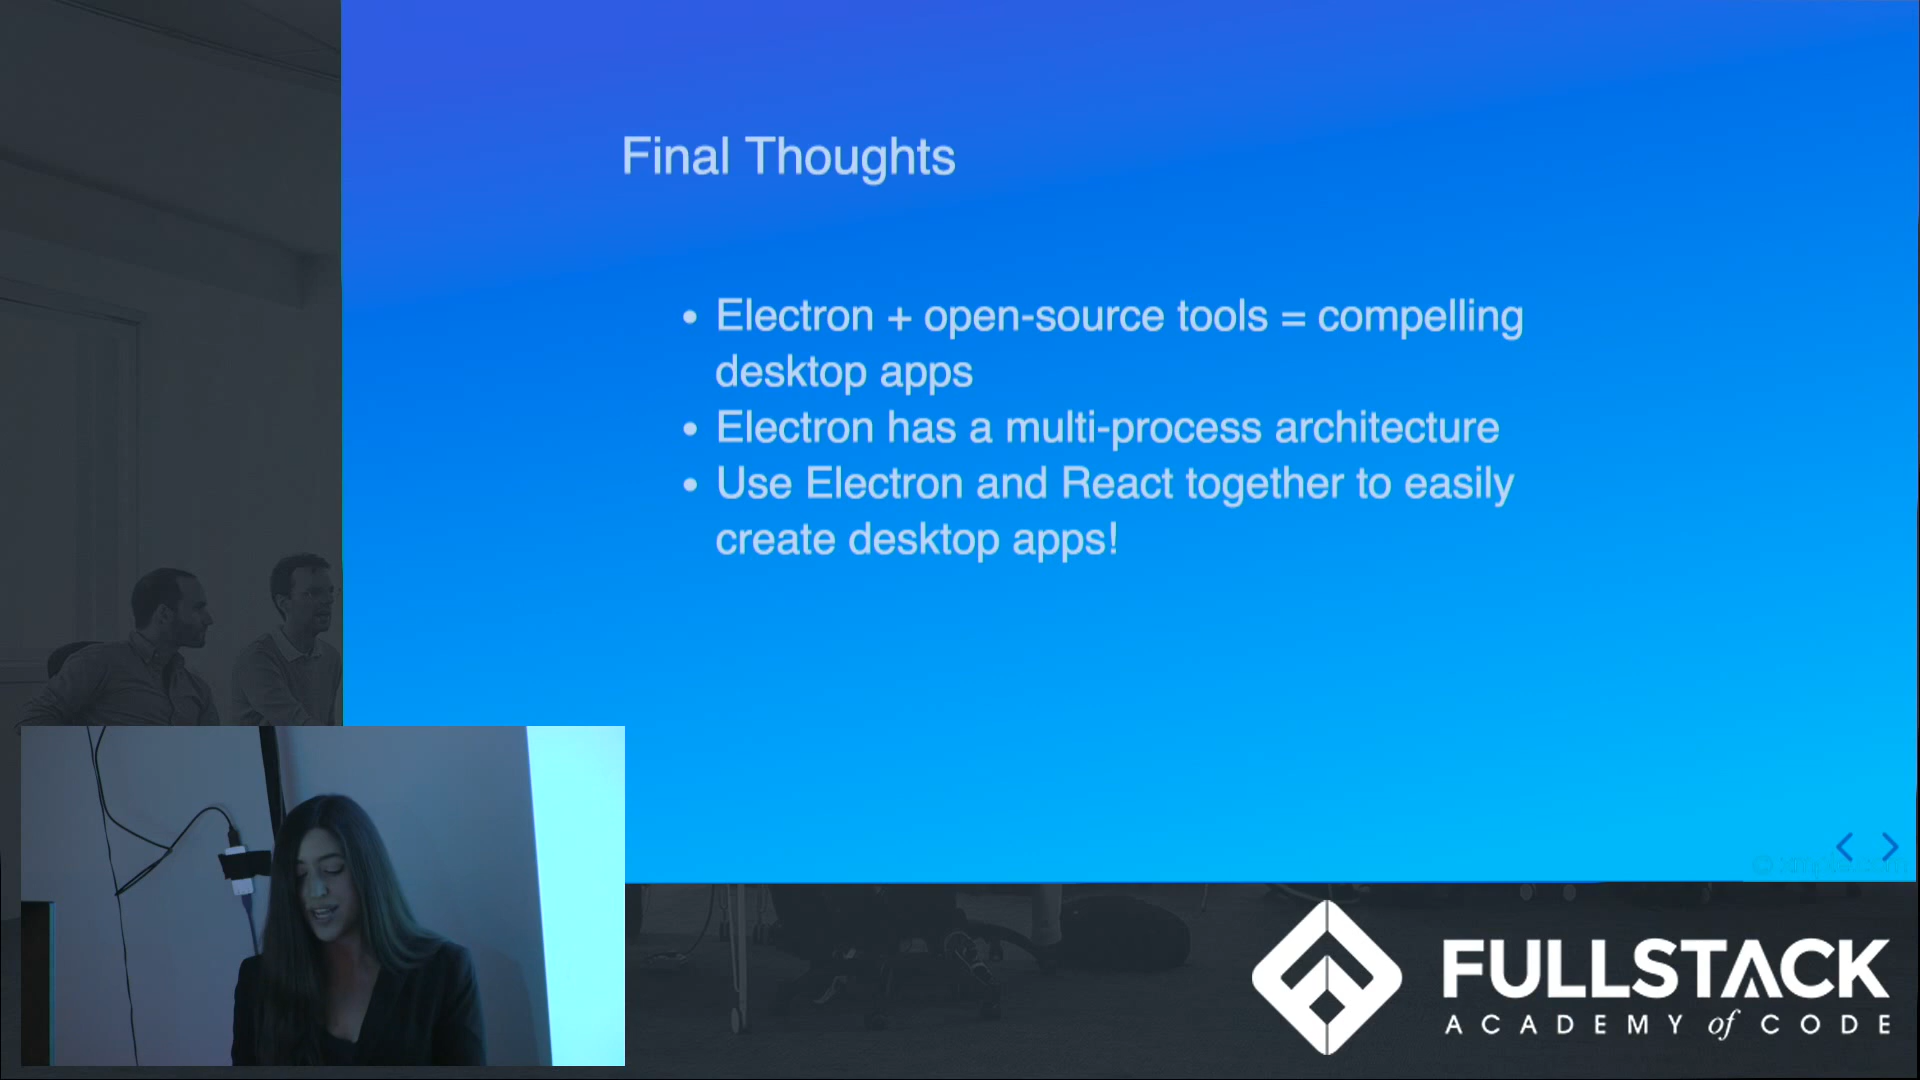 Final Thoughts
• Electron + open-source tools = compelling
desktop apps
• Electron has a multi-process architecture
• Use Electron and React together to easily
create desktop apps!
FULLSTACK
ACADEMY of CODE